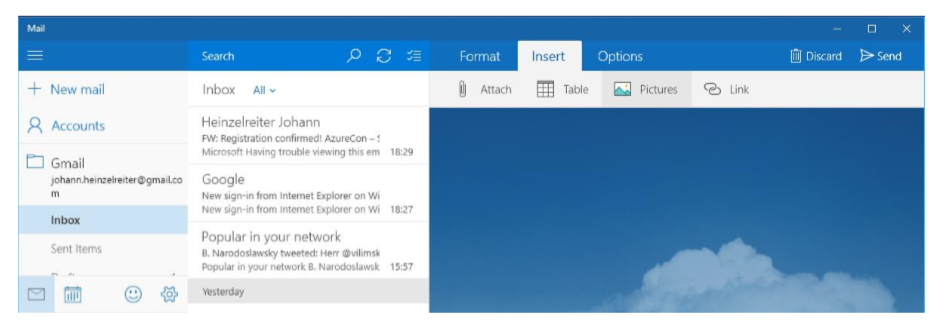 Mail
Search
Format
Insert
Options
Discard
Send
New mail
Inbox
All
Attach
Table
Pictures
Link
Accounts
Gmail
johann.heinzelreiter@gmail.co
m
Inbox
Sent Items
Heinzelreiter Johann
FW: Registration confirmed! AzureCon –
Microsoft Having trouble viewing this em 18:29
Google
New sign-in from Internet Explorer on Wi
New sign-in from Internet Explorer on Wi 18:27
Popular in your network
B. Narodoslawsky tweeted: Herr @vilimsk
Popular in your network B. Narodoslawsk 15:57
Yesterday